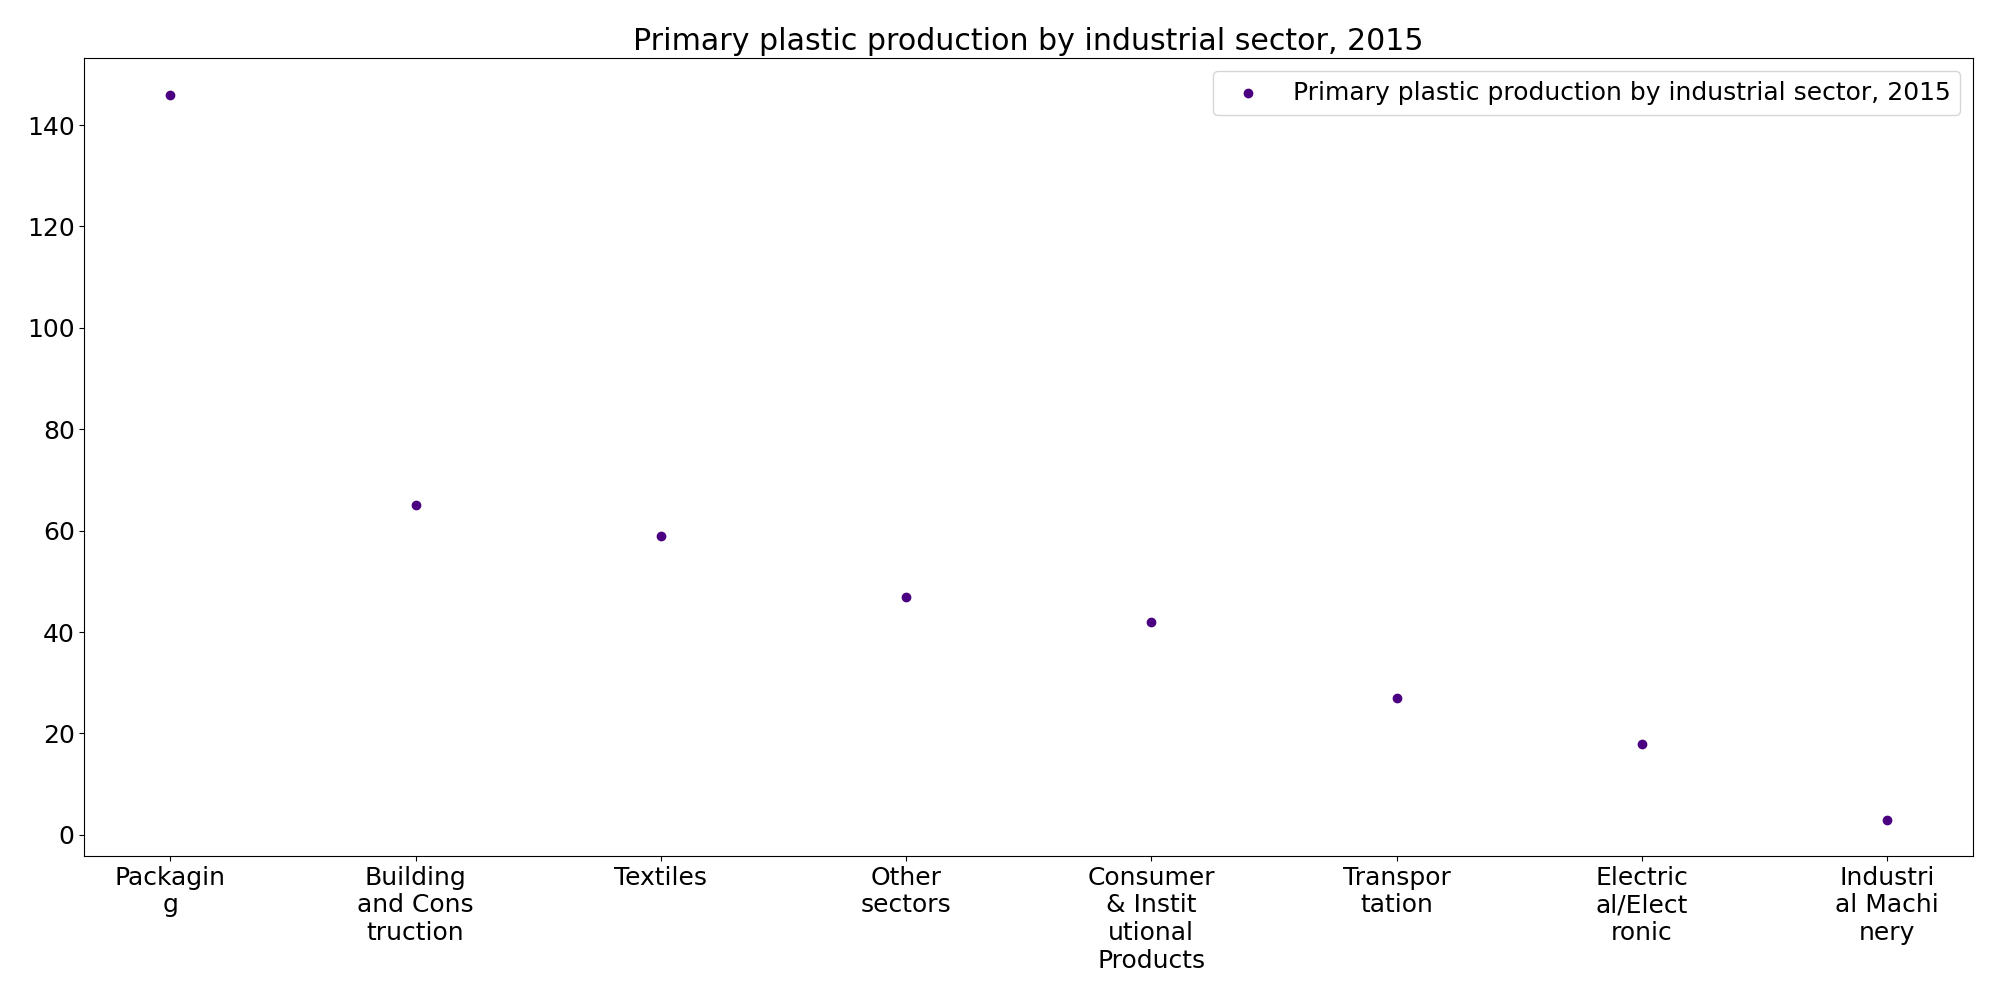 Primary plastic production by industrial sector, 2015
Primary plastic production by industrial sector, 2015
140
120
100
80
60
40
20
0
Packagin
g
Building
and Cons
truction
Textiles
Other
sectors
Consumer
& Instit
utional
Products
Transpor
tation
Electric
al/Elect
ronic
Industri
al Machi
nery